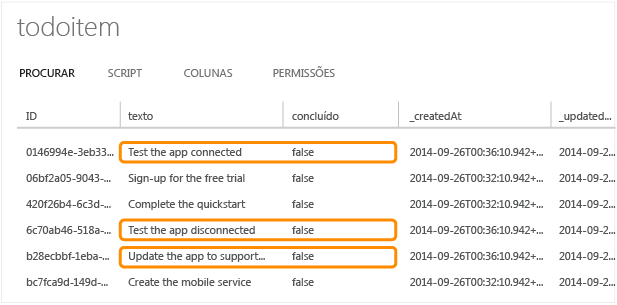 todoitem
PROCURAR SCRIPT COLUNAS PERMISSÕES
ID texto concluído _createdAt _updated...
0146994e-3eb33... Test the app connected false 2014-09-26T00:36:10.942+... 2014-09-2...
06bf2a05-9043-... Sign-up for the free trial false 2014-09-26T00:32:10.942+... 2014-09-2...
420f26b4-6c3d-... Complete the quickstart false 2014-09-26T00:32:10.942+... 2014-09-2...
6c70ab46-518a-... Test the app disconnected false 2014-09-26T00:36:10.942+... 2014-09-2...
b28ecbbf-1eba-... Update the app to support... false 2014-09-26T00:36:10.942+... 2014-09-2...
bc7fca9d-149d-... Create the mobile service false 2014-09-26T00:32:10.942+... 2014-09-2...